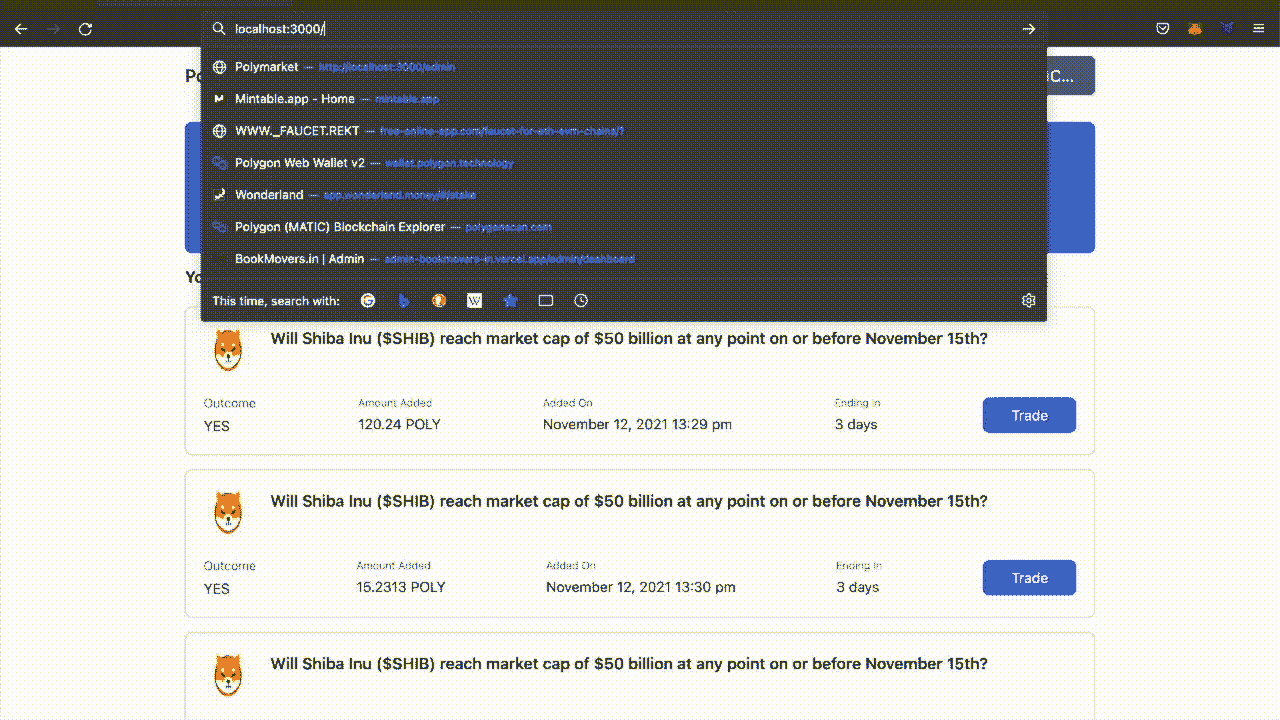 localhost:3000/
Polymarket — http://localhost:3000/admin
Mintable.app - Home — mintable.app
WWW._FAUCET.REKT — free-online-app.com/faucet-for-eth-evm-chains/?
Polygon Web Wallet v2 — wallet.polygon.technology
Wonderland — app.wonderland.money/#/stake
Polygon (MATIC) Blockchain Explorer — polygonscan.com
BookMovers.in | Admin — admin-bookmovers-in.vercel.app/admin/dashboard
This time, search with:
Will Shiba Inu ($SHIB) reach market cap of $50 billion at any point on or before November 15th?
Outcome Amount Added Added On Ending In
YES 120.24 POLY November 12, 2021 13:29 pm 3 days Trade
Will Shiba Inu ($SHIB) reach market cap of $50 billion at any point on or before November 15th?
Outcome Amount Added Added On Ending In
YES 15.2313 POLY November 12, 2021 13:30 pm 3 days Trade
Will Shiba Inu ($SHIB) reach market cap of $50 billion at any point on or before November 15th?